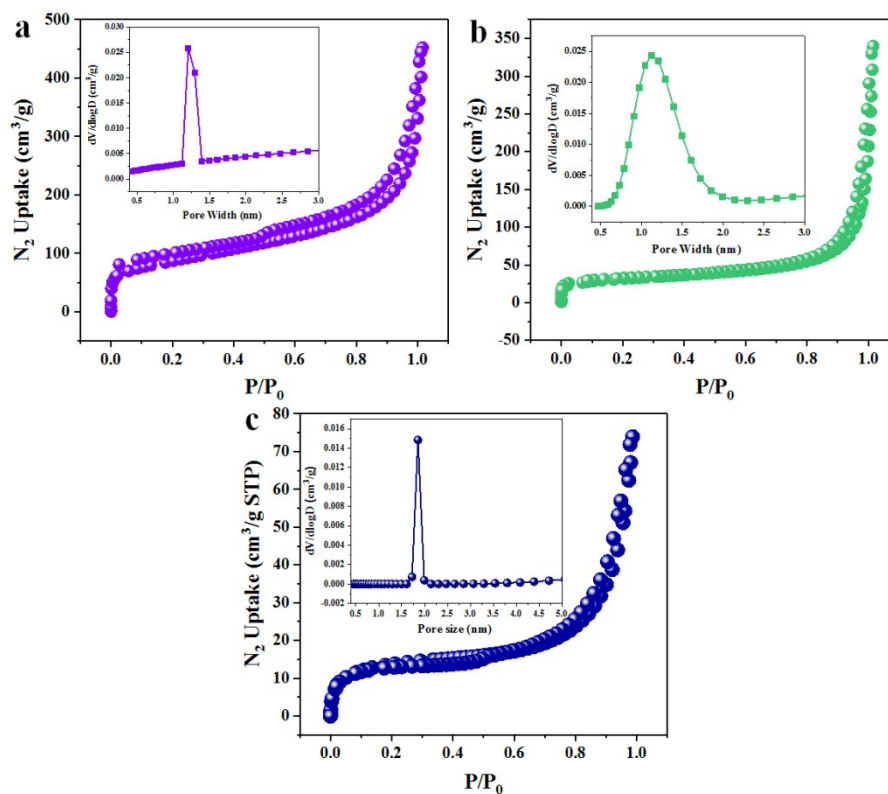 a
500
450
400
350
300
250
200
150
100
50
0
N₂ Uptake (cm³/g)
0.0 0.2 0.4 0.6 0.8 1.0
P/P₀
0.030
0.025
0.020
0.015
0.010
0.005
0.000
dV/dlogD (cm³/g)
0.5 1.0 1.5 2.0 2.5 3.0
Pore Width (nm)
b
350
300
250
200
150
100
50
0
-50
N₂ Uptake (cm³/g)
0.0 0.2 0.4 0.6 0.8 1.0
P/P₀
0.025
0.020
0.015
0.010
0.005
0.000
dV/dlogD (cm³/g)
0.5 1.0 1.5 2.0 2.5 3.0
Pore Width (nm)
c
80
70
60
50
40
30
20
10
0
N₂ Uptake (cm³/g STP)
0.0 0.2 0.4 0.6 0.8 1.0
P/P₀
0.016
0.014
0.012
0.010
0.008
0.006
0.004
0.002
0.000
-0.002
dV/dlogD (cm³/g)
0.5 1.0 1.5 2.0 2.5 3.0 3.5 4.0 4.5 5.0
Pore size (nm)